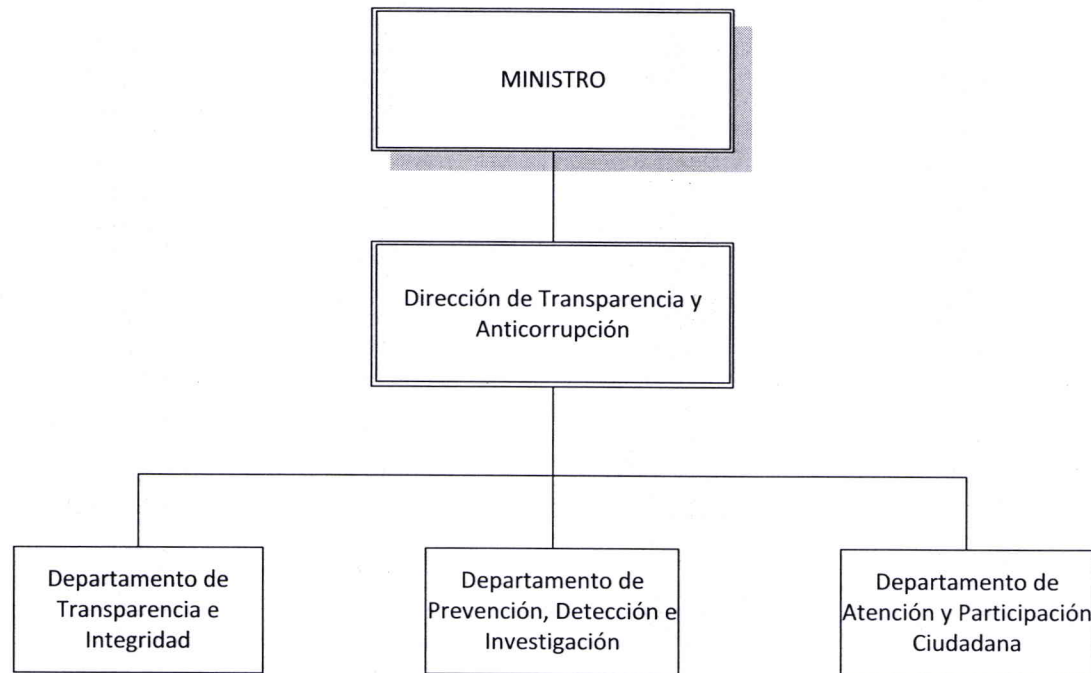 MINISTRO
Dirección de Transparencia y
Anticorrupción
Departamento de
Transparencia e
Integridad
Departamento de
Prevención, Detección e
Investigación
Departamento de
Atención y Participación
Ciudadana